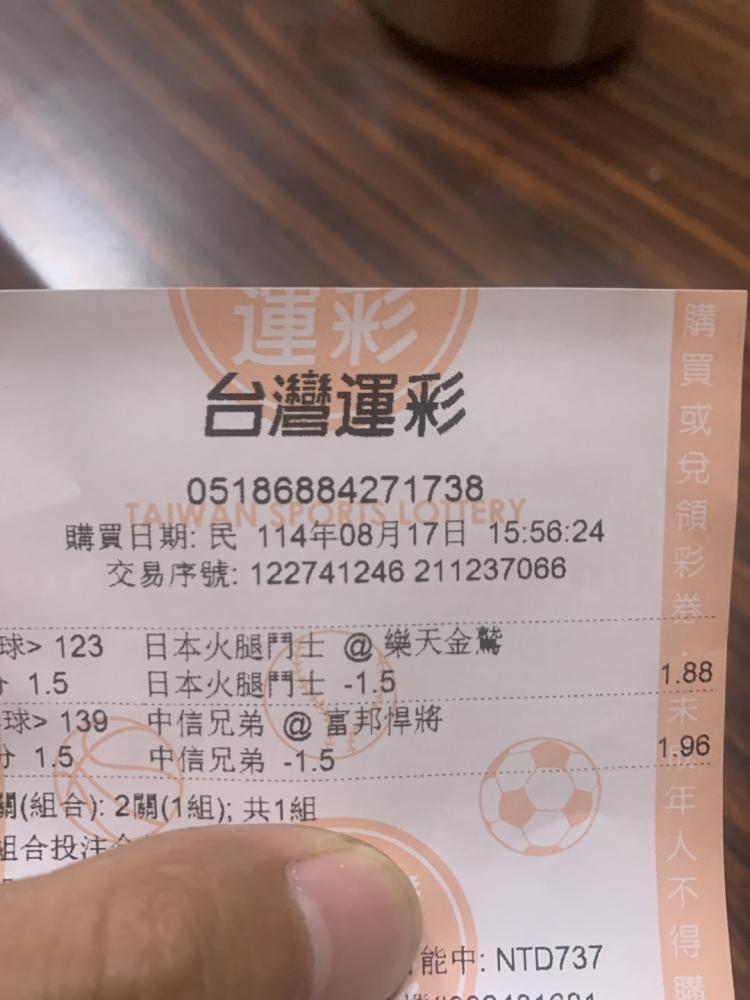 運彩
台灣運彩
05186884271738
TAIWAN SPORTS LOTTERY
購買日期: 民 114年08月17日 15:56:24
交易序號: 122741246 211237066
球> 123 日本火腿鬥士 @ 樂天金鷲
1.5 日本火腿鬥士 -1.5 1.88
球> 139 中信兄弟 @ 富邦悍將
分 1.5 中信兄弟 -1.5 1.96
關(組合): 2關(1組); 共1組
組合投注
能中: NTD737
購買或兌領彩券．未成年人不得購